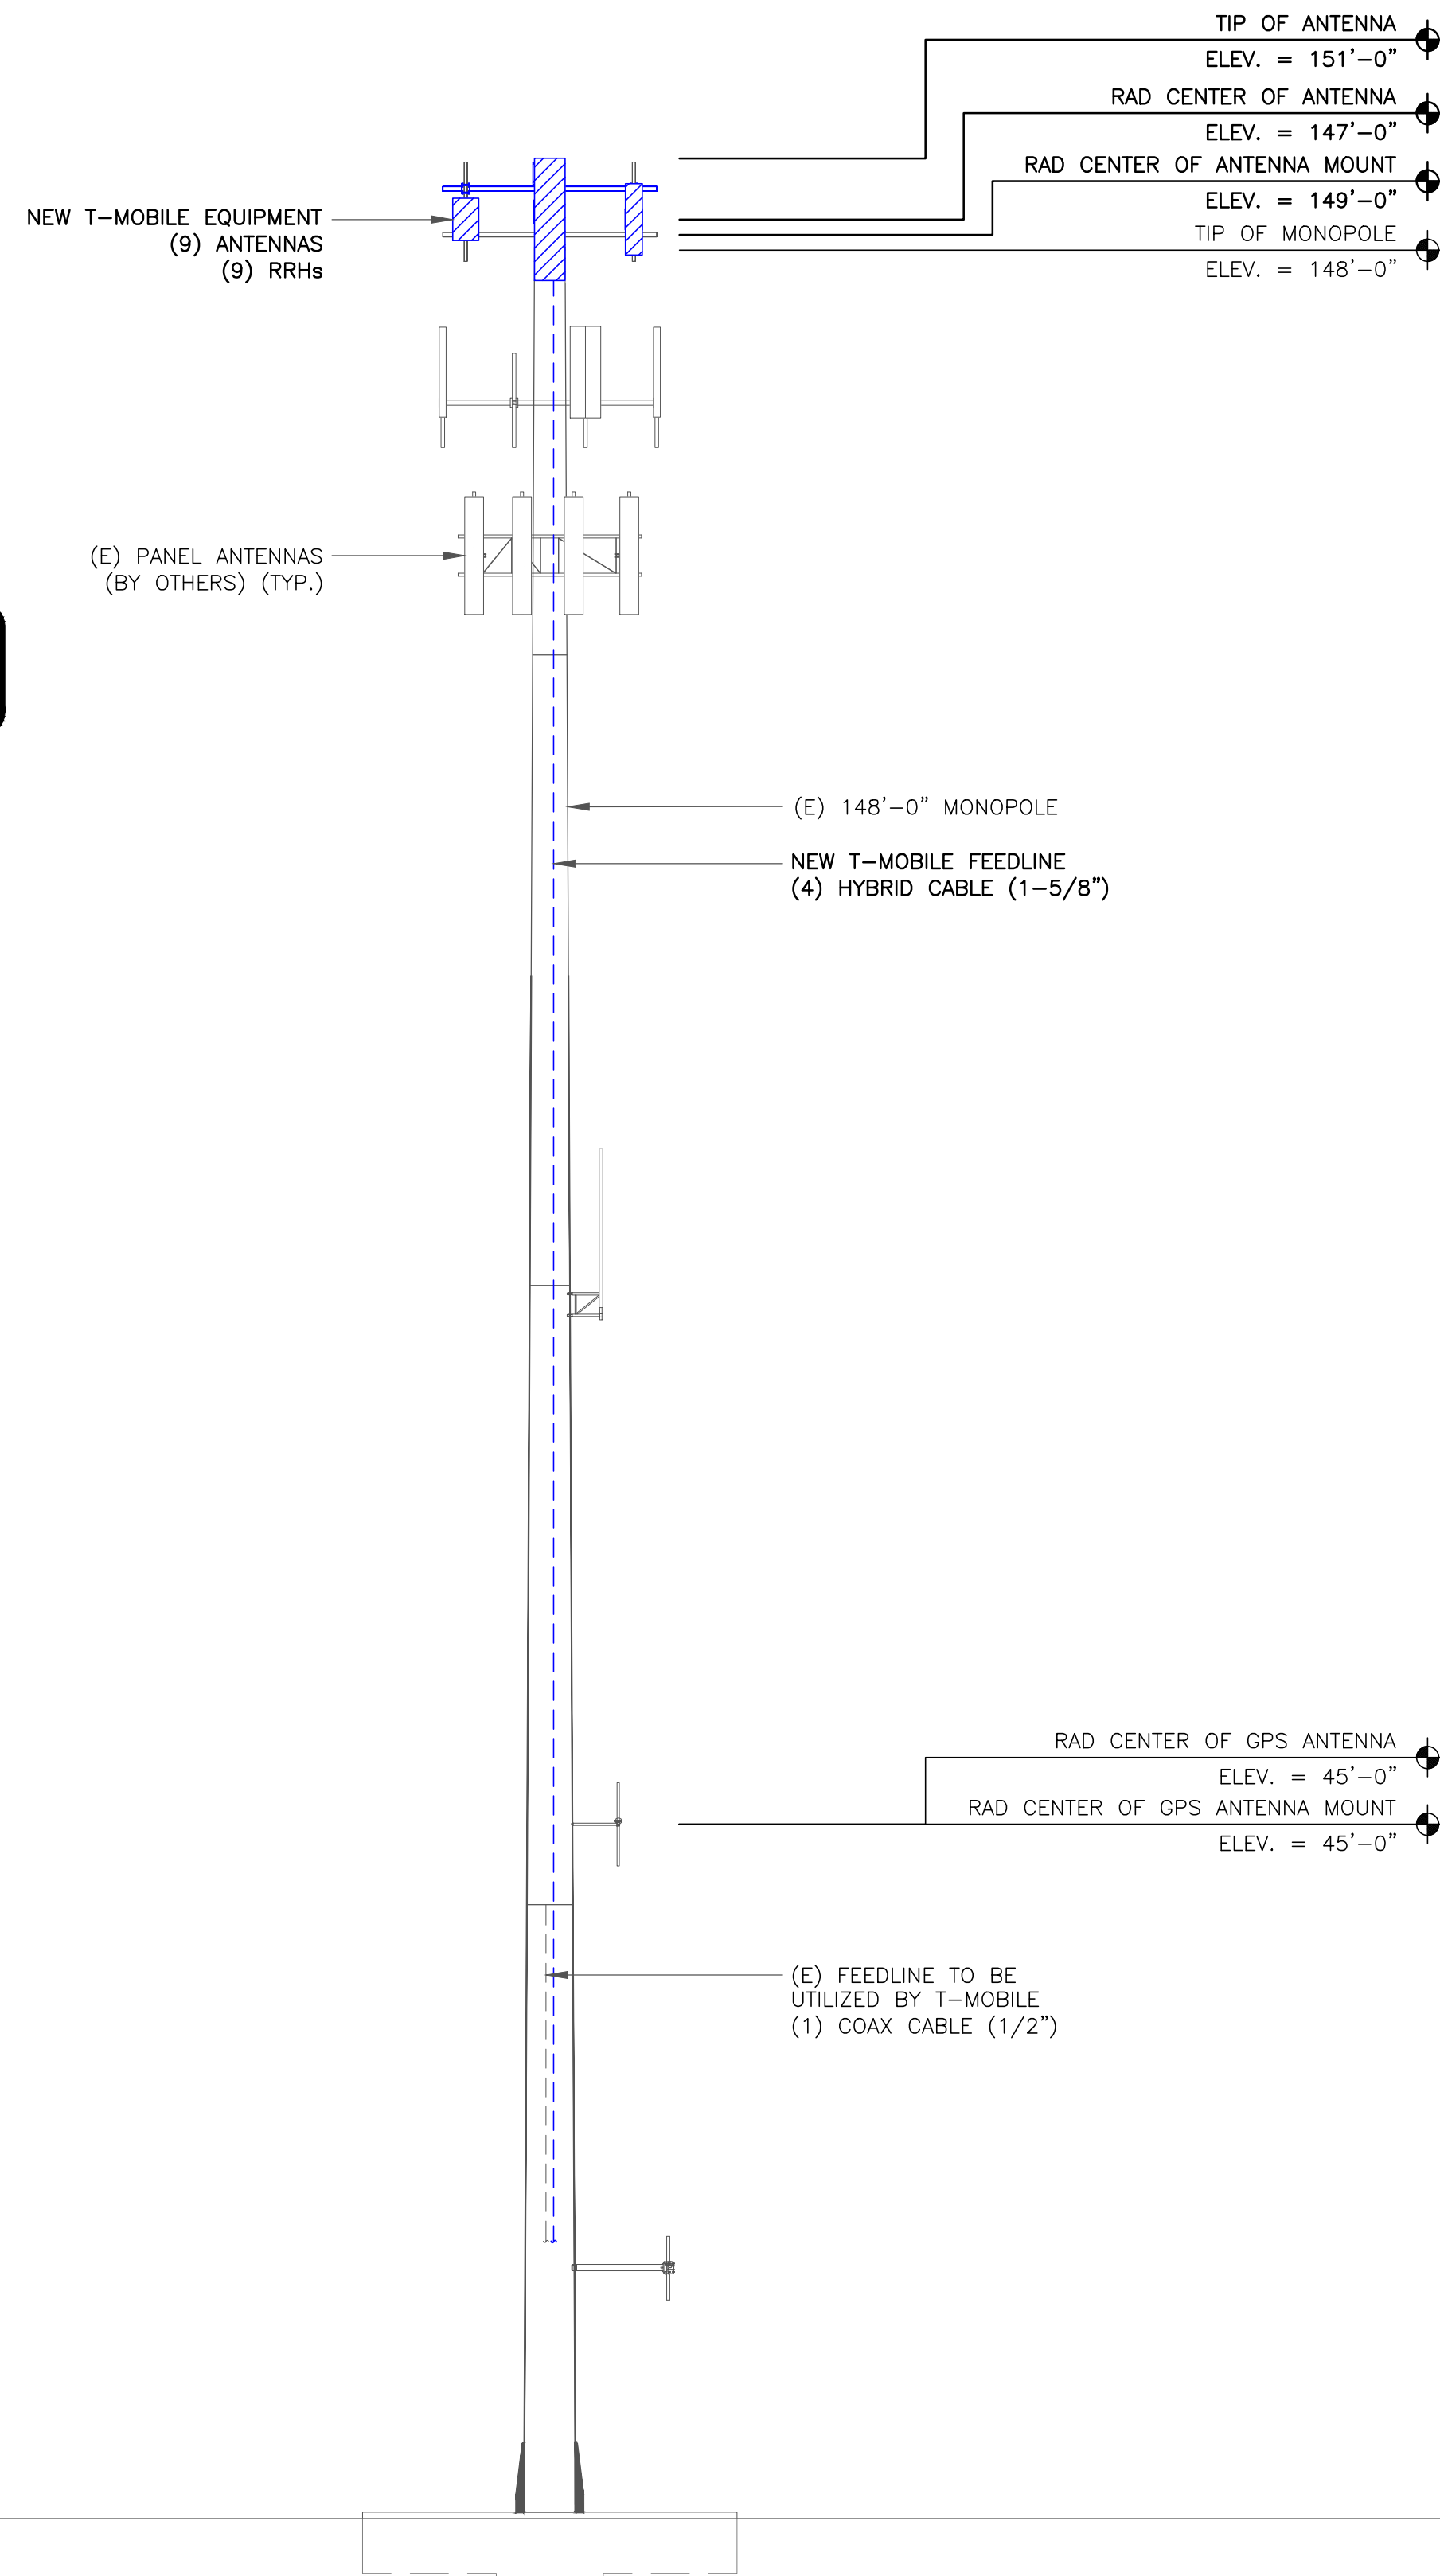 TIP OF ANTENNA
ELEV. = 151'-0"
RAD CENTER OF ANTENNA
ELEV. = 147'-0"
RAD CENTER OF ANTENNA MOUNT
ELEV. = 149'-0"
TIP OF MONOPOLE
ELEV. = 148'-0"
NEW T-MOBILE EQUIPMENT
(9) ANTENNAS
(9) RRHs
(E) PANEL ANTENNAS
(BY OTHERS) (TYP.)
(E) 148'-0" MONOPOLE
NEW T-MOBILE FEEDLINE
(4) HYBRID CABLE (1-5/8")
RAD CENTER OF GPS ANTENNA
ELEV. = 45'-0"
RAD CENTER OF GPS ANTENNA MOUNT
ELEV. = 45'-0"
(E) FEEDLINE TO BE
UTILIZED BY T-MOBILE
(1) COAX CABLE (1/2")